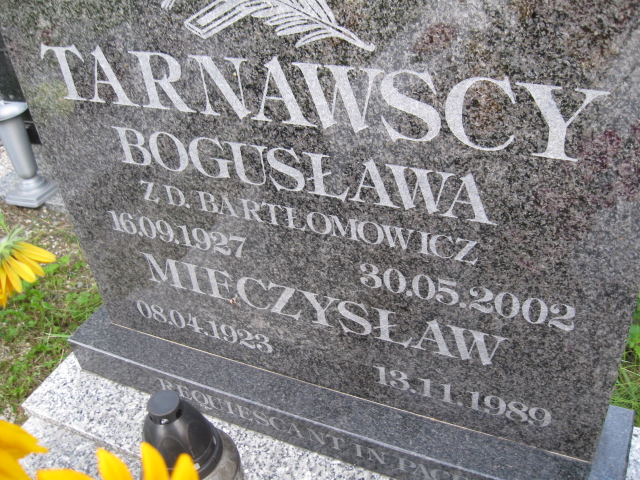 TARNAWSCY
BOGUSŁAWA
Z D. BARTŁOMOWICZ
16.09.1927 30.05.2002
MIECZYSŁAW
08.04.1923 13.11.1989
REQUIESCANT IN PACE